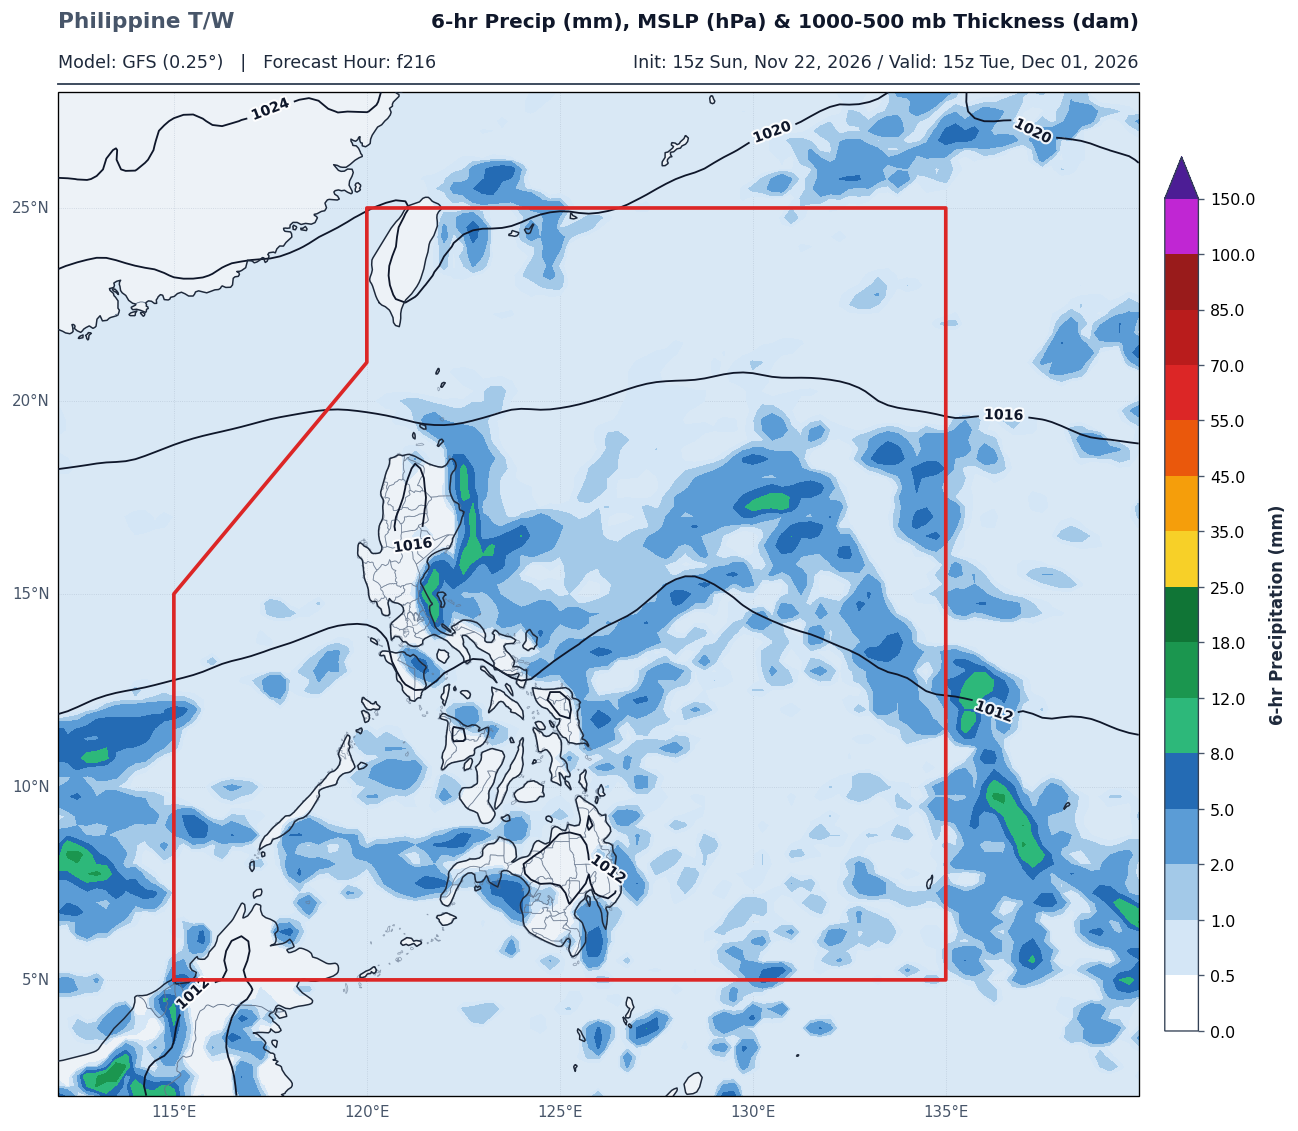 Philippine T/W
6-hr Precip (mm), MSLP (hPa) & 1000-500 mb Thickness (dam)
Model: GFS (0.25°) | Forecast Hour: f216
Init: 15z Sun, Nov 22, 2026 / Valid: 15z Tue, Dec 01, 2026
1024
1020
1020
25°N
20°N
1016
1016
15°N
1012
10°N
1012
5°N
1012
115°E
120°E
125°E
130°E
135°E
150.0
100.0
85.0
70.0
55.0
45.0
35.0
25.0
18.0
12.0
8.0
5.0
2.0
1.0
0.5
0.0
6-hr Precipitation (mm)